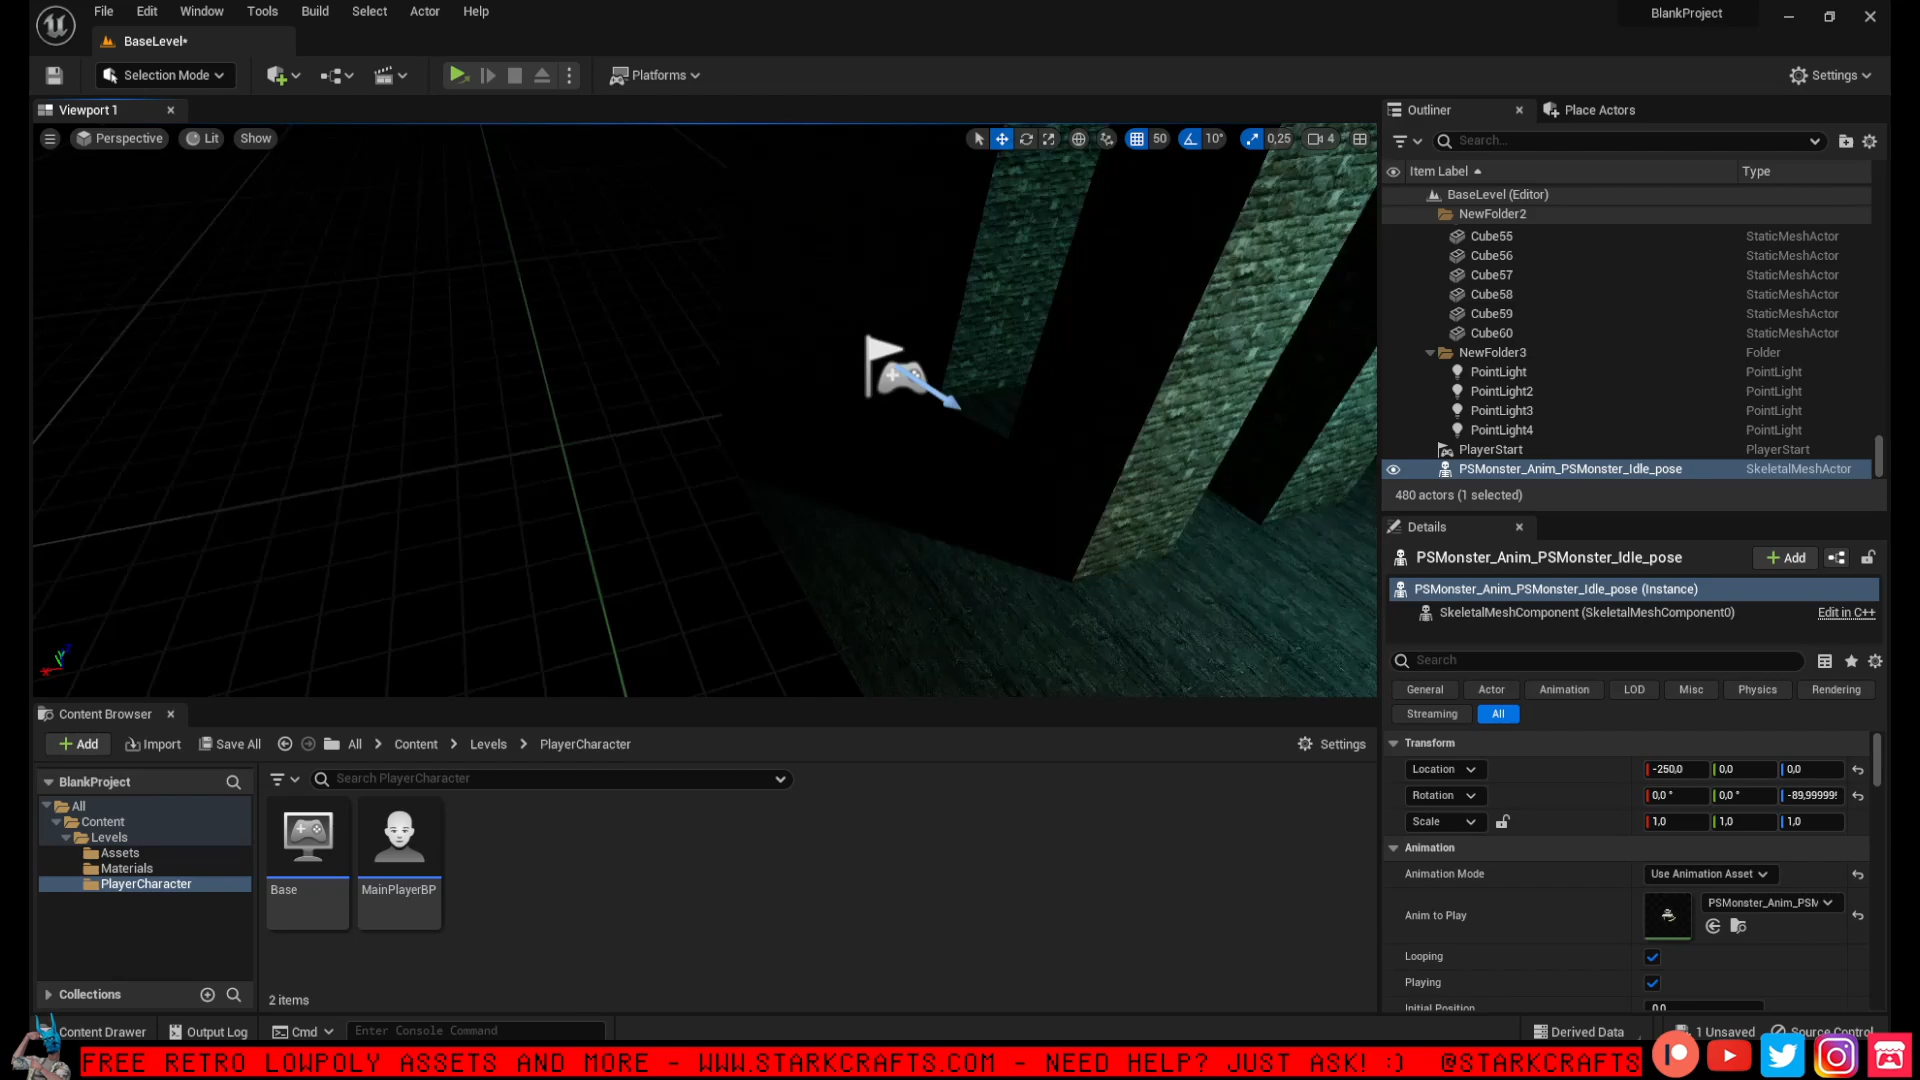 File Edit Window Tools Build Select Actor Help
BlankProject
BaseLevel*
Selection Mode
Platforms
Settings
Viewport 1
Perspective
Lit
Show
50
10°
0,25
4
Outliner
Place Actors
Search...
Item Label
Type
BaseLevel (Editor)
NewFolder2
Cube55 StaticMeshActor
Cube56 StaticMeshActor
Cube57 StaticMeshActor
Cube58 StaticMeshActor
Cube59 StaticMeshActor
Cube60 StaticMeshActor
NewFolder3 Folder
PointLight PointLight
PointLight2 PointLight
PointLight3 PointLight
PointLight4 PointLight
PlayerStart PlayerStart
PSMonster_Anim_PSMonster_Idle_pose SkeletalMeshActor
480 actors (1 selected)
Details
PSMonster_Anim_PSMonster_Idle_pose
Add
PSMonster_Anim_PSMonster_Idle_pose (Instance)
SkeletalMeshComponent (SkeletalMeshComponent0) Edit in C++
Search
General Actor Animation LOD Misc Physics Rendering
Streaming All
Transform
Location -250,0 0,0 0,0
Rotation 0,0 ° 0,0 °
Scale 1,0 1,0 1,0
Animation
Animation Mode Use Animation Asset
Anim to Play
Looping
Playing
Initial Position 0,0
Content Browser
Add Import Save All All Content Levels PlayerCharacter Settings
BlankProject
Search PlayerCharacter
All
Content
Levels
Assets
Materials
PlayerCharacter
Base
MainPlayerBP
Collections
2 items
Content Drawer Output Log Cmd Enter Console Command Derived Data 1 Unsaved Source Control
FREE RETRO LOWPOLY ASSETS AND MORE - WWW.STARKCRAFTS.COM - NEED HELP? JUST ASK! :) @STARKCRAFTS